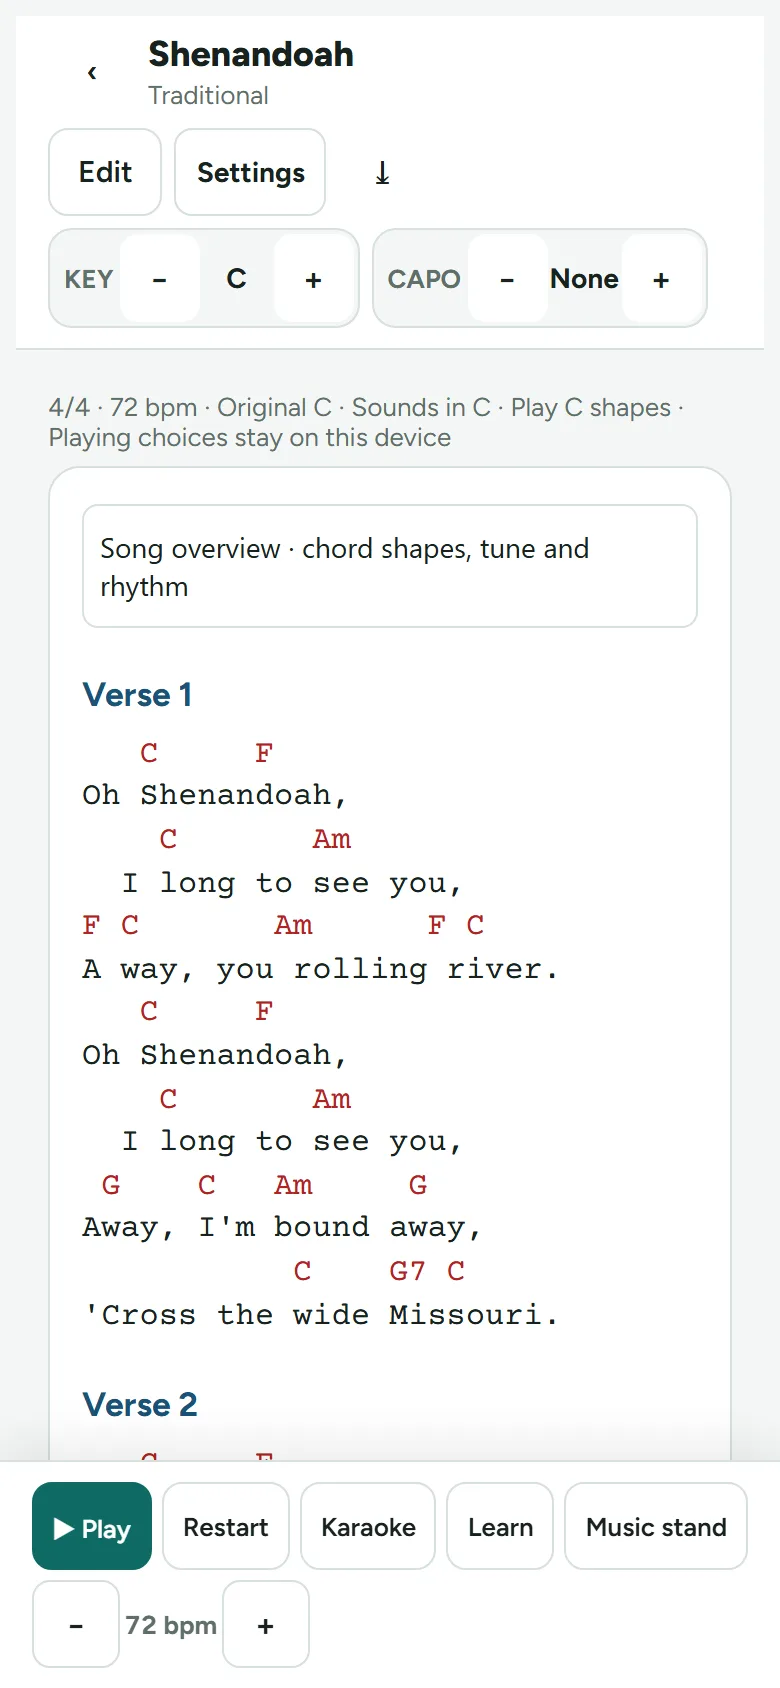 ‹
Shenandoah
Traditional
Edit Settings ⤓
KEY – C + CAPO – None +
4/4 · 72 bpm · Original C · Sounds in C · Play C shapes ·
Playing choices stay on this device
Song overview · chord shapes, tune and
rhythm
Verse 1
   C     F
Oh Shenandoah,
    C       Am
  I long to see you,
F C       Am      F C
A way, you rolling river.
   C     F
Oh Shenandoah,
    C       Am
  I long to see you,
 G    C   Am     G
Away, I'm bound away,
           C    G7 C
'Cross the wide Missouri.
Verse 2
   C     F
▶ Play Restart Karaoke Learn Music stand
– 72 bpm +